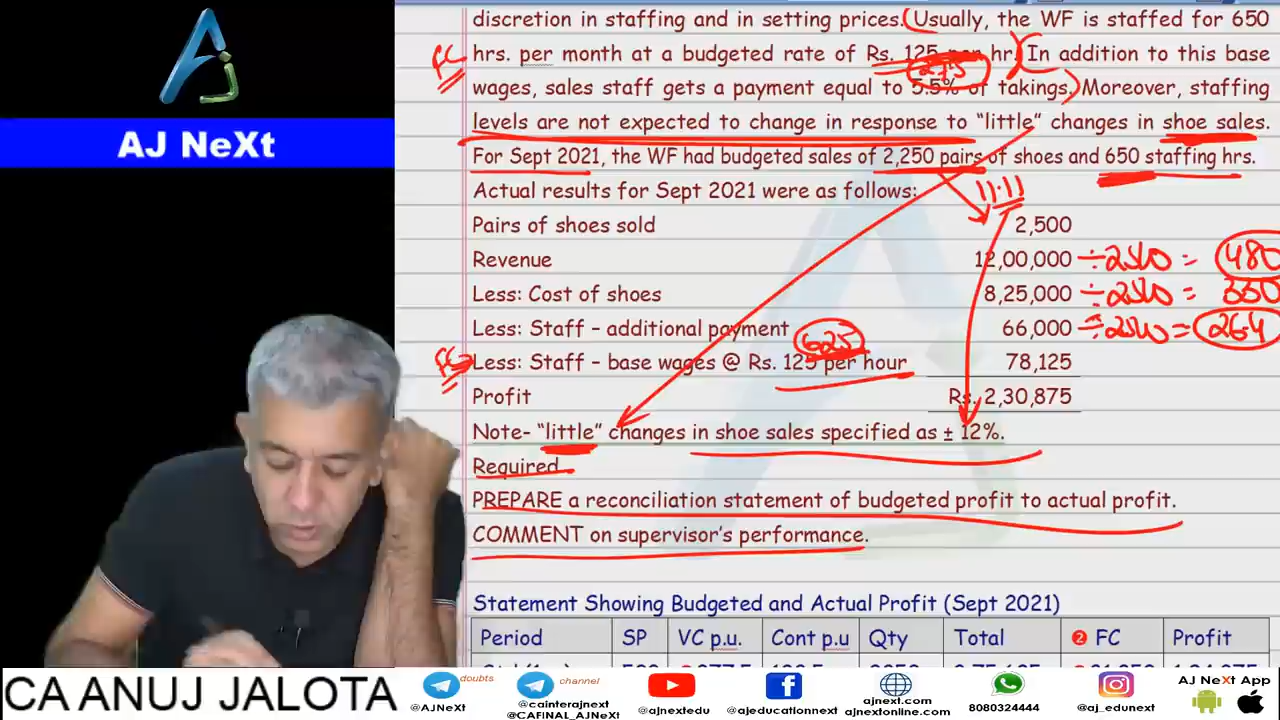 discretion in staffing and in setting prices. Usually, the WF is staffed for 650
FC hrs. per month at a budgeted rate of Rs. 125 per hr. In addition to this base
275
wages, sales staff gets a payment equal to 5.5% of takings. Moreover, staffing
levels are not expected to change in response to “little” changes in shoe sales.
For Sept 2021, the WF had budgeted sales of 2,250 pairs of shoes and 650 staffing hrs.
Actual results for Sept 2021 were as follows:
11.11
Pairs of shoes sold 2,500
Revenue 12,00,000 ÷ 2500 = 480
Less: Cost of shoes 8,25,000 ÷ 2500 = 330
Less: Staff – additional payment 66,000 ÷ 2500 = 26.4
625
Less: Staff – base wages @ Rs. 125 per hour 78,125
Profit Rs. 2,30,875
Note- “little” changes in shoe sales specified as ± 12%.
Required
PREPARE a reconciliation statement of budgeted profit to actual profit.
COMMENT on supervisor’s performance.
Statement Showing Budgeted and Actual Profit (Sept 2021)
Period SP VC p.u. Cont p.u Qty Total ❷ FC Profit
AJ
AJ NeXt
CA ANUJ JALOTA
doubts
@AJNeXt
channel
@cainterajnext
@CAFINAL_AJNeXt
@ajnextedu
@ajeducationnext
ajnext.com
ajnextonline.com
8080324444
@aj_edunext
AJ NeXt App